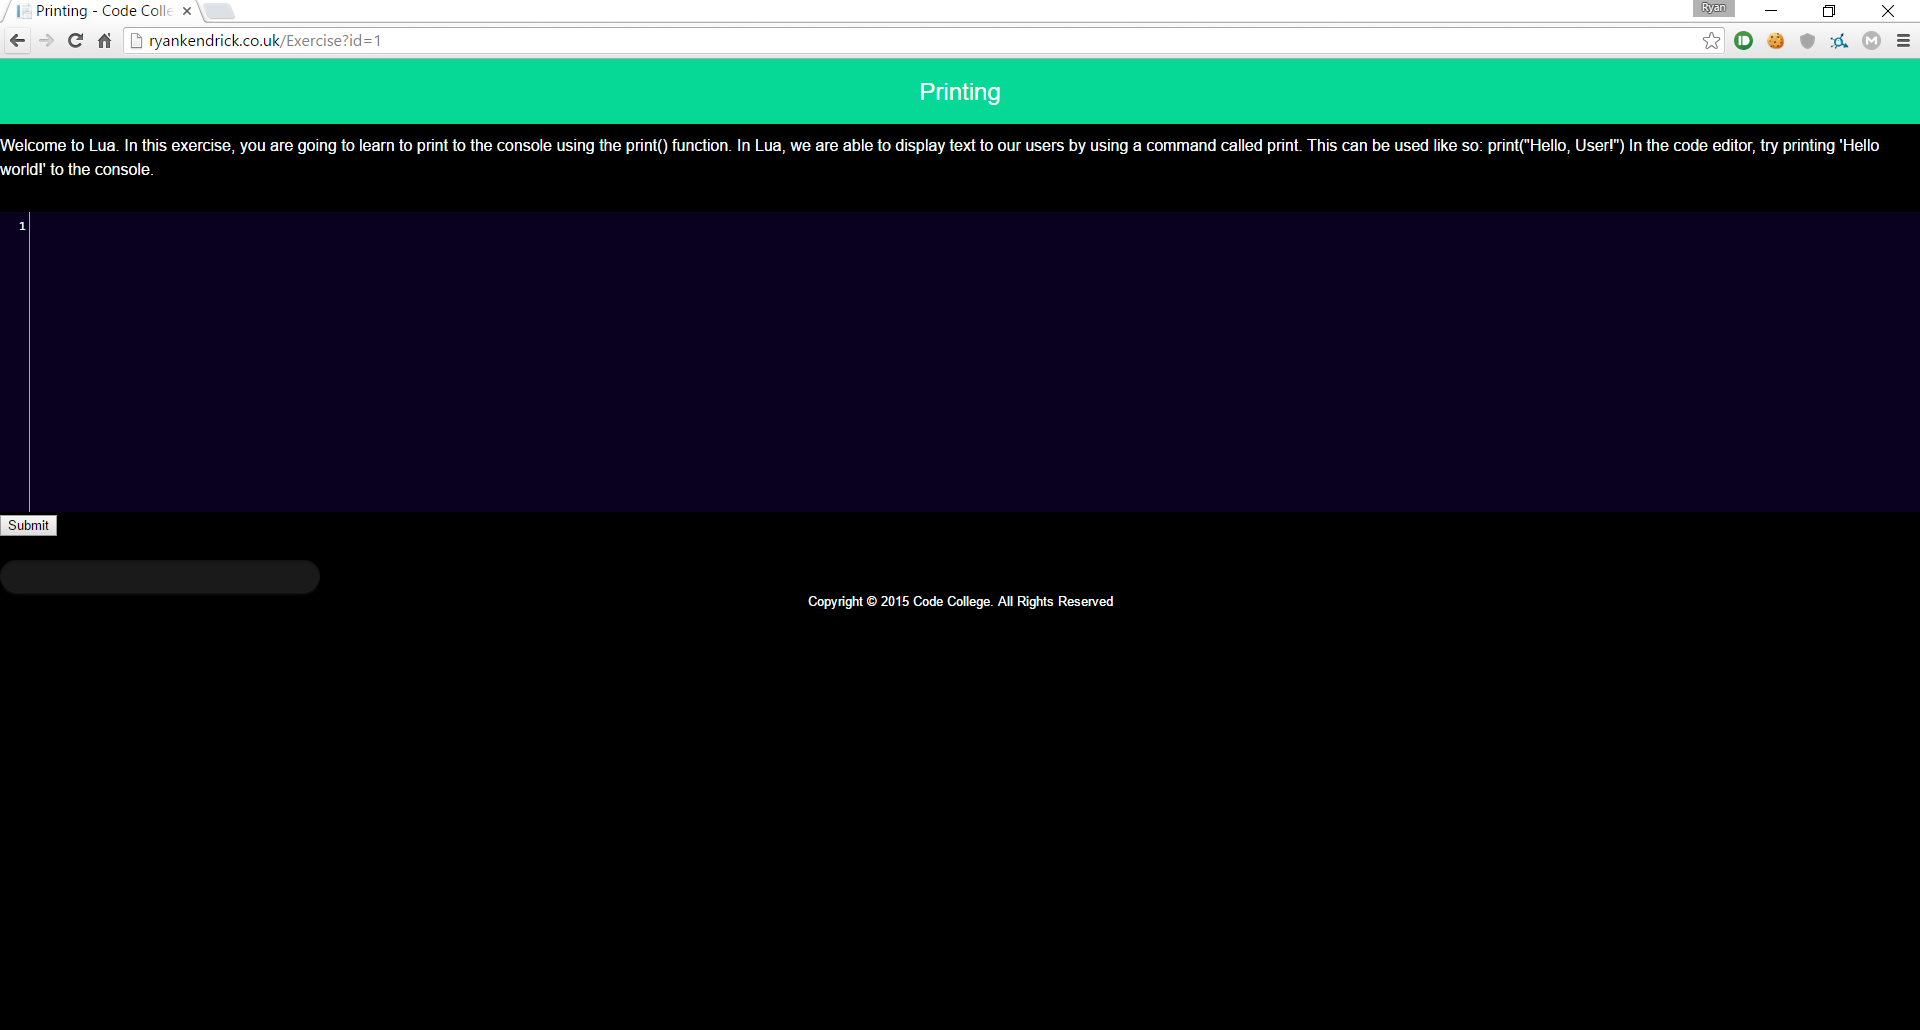 Printing - Code Colle
Ryan
ryankendrick.co.uk/Exercise?id=1
Printing
Welcome to Lua. In this exercise, you are going to learn to print to the console using the print() function. In Lua, we are able to display text to our users by using a command called print. This can be used like so: print("Hello, User!") In the code editor, try printing 'Hello
world!' to the console.
1
Submit
Copyright © 2015 Code College. All Rights Reserved